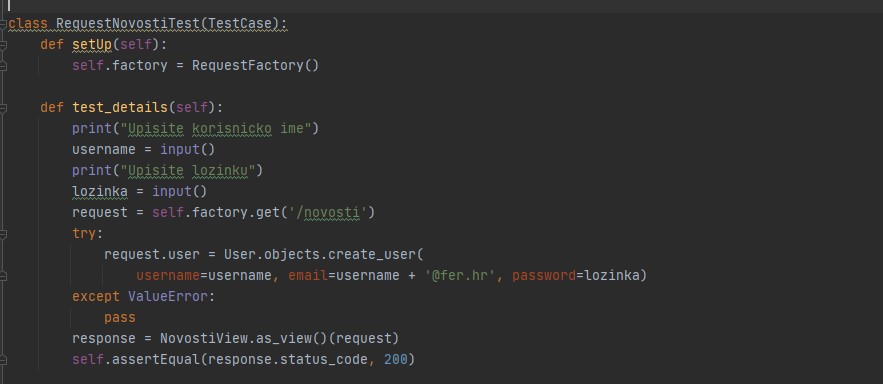 class RequestNovostiTest(TestCase):
    def setUp(self):
        self.factory = RequestFactory()
    def test_details(self):
        print("Upisite korisnicko ime")
        username = input()
        print("Upisite lozinku")
        lozinka = input()
        request = self.factory.get('/novosti')
        try:
            request.user = User.objects.create_user(
                username=username, email=username + '@fer.hr', password=lozinka)
        except ValueError:
            pass
        response = NovostiView.as_view()(request)
        self.assertEqual(response.status_code, 200)